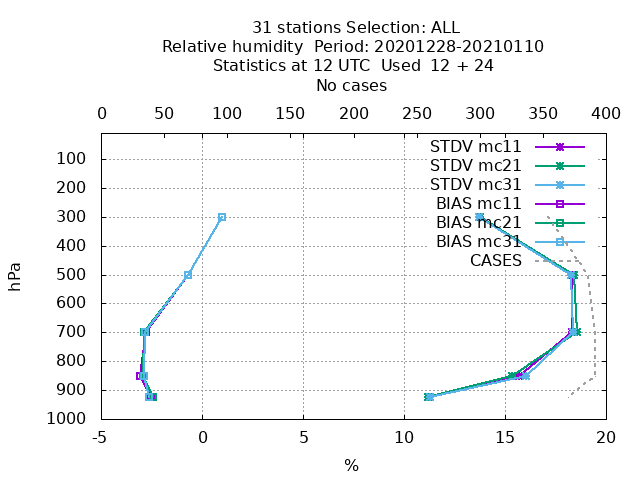 31 stations Selection: ALL
Relative humidity  Period: 20201228-20210110
Statistics at 12 UTC  Used  12 + 24
No cases
0 50 100 150 200 250 300 350 400
STDV mc11
STDV mc21
STDV mc31
BIAS mc11
BIAS mc21
BIAS mc31
CASES
hPa
100
200
300
400
500
600
700
800
900
1000
-5 0 5 10 15 20
%